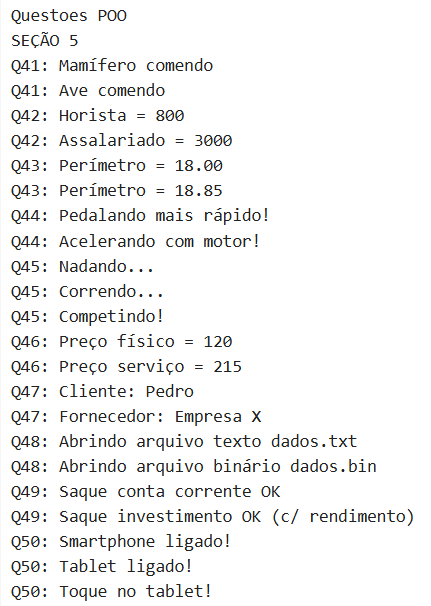 Questoes POO
SEÇÃO 5
Q41: Mamífero comendo
Q41: Ave comendo
Q42: Horista = 800
Q42: Assalariado = 3000
Q43: Perímetro = 18.00
Q43: Perímetro = 18.85
Q44: Pedalando mais rápido!
Q44: Acelerando com motor!
Q45: Nadando...
Q45: Correndo...
Q45: Competindo!
Q46: Preço físico = 120
Q46: Preço serviço = 215
Q47: Cliente: Pedro
Q47: Fornecedor: Empresa X
Q48: Abrindo arquivo texto dados.txt
Q48: Abrindo arquivo binário dados.bin
Q49: Saque conta corrente OK
Q49: Saque investimento OK (c/ rendimento)
Q50: Smartphone ligado!
Q50: Tablet ligado!
Q50: Toque no tablet!